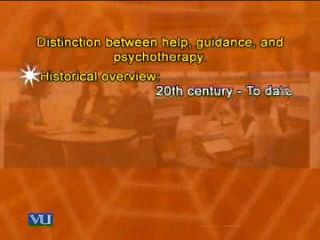 Distinction between help, guidance, and
psychotherapy.
Historical overview:
20th century - To date
VU